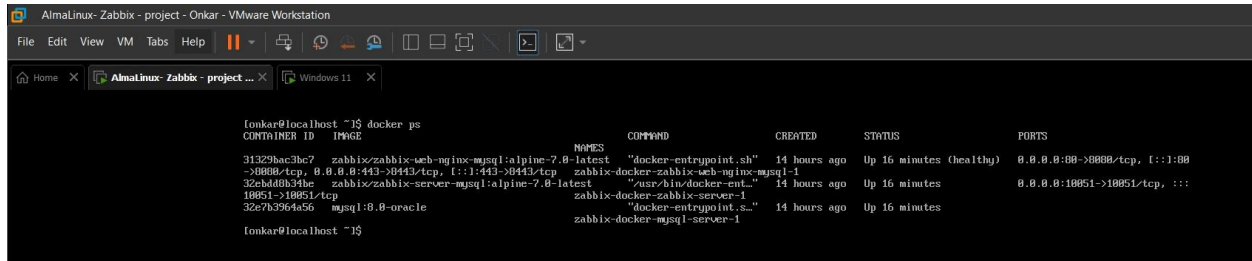 AlmaLinux- Zabbix - project - Onkar - VMware Workstation
File Edit View VM Tabs Help
Home AlmaLinux- Zabbix - project ... Windows 11
[onkar@localhost ~]$ docker ps
CONTAINER ID IMAGE COMMAND CREATED STATUS PORTS
NAMES
31329bac3bc7 zabbix/zabbix-web-nginx-mysql:alpine-7.0-latest "docker-entrypoint.sh" 14 hours ago Up 16 minutes (healthy) 0.0.0.0:80->8080/tcp, [::]:80
->8080/tcp, 0.0.0.0:443->8443/tcp, [::]:443->8443/tcp zabbix-docker-zabbix-web-nginx-mysql-1
32ebdd8b34be zabbix/zabbix-server-mysql:alpine-7.0-latest "/usr/bin/docker-ent…" 14 hours ago Up 16 minutes 0.0.0.0:10051->10051/tcp, :::
10051->10051/tcp zabbix-docker-zabbix-server-1
32e7b3964a56 mysql:8.0-oracle "docker-entrypoint.s…" 14 hours ago Up 16 minutes
zabbix-docker-mysql-server-1
[onkar@localhost ~]$